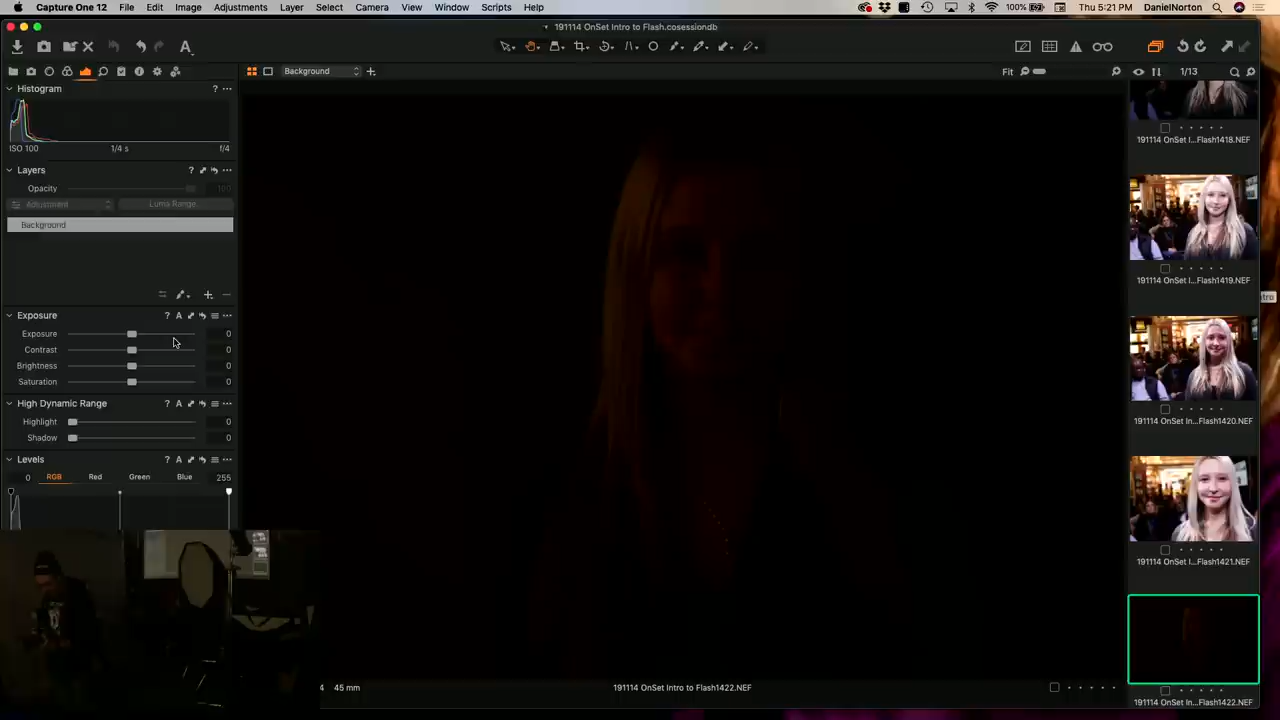 Capture One 12 File Edit Image Adjustments Layer Select Camera View Window Scripts Help 100% Thu 5:21 PM DanielNorton
191114 OnSet Intro to Flash.cosessiondb
A
Background Fit 1/13
Histogram ?
ISO 100 1/4 s f/4
Layers ?
Opacity 100
Adjustment Luma Range...
Background
Exposure ? A
Exposure 0
Contrast 0
Brightness 0
Saturation 0
High Dynamic Range ? A
Highlight 0
Shadow 0
Levels ? A
0 RGB Red Green Blue 255
191114 OnSet I...Flash1418.NEF
191114 OnSet I...Flash1419.NEF
191114 OnSet In...Flash1420.NEF
191114 OnSet I...Flash1421.NEF
191114 OnSet In...Flash1422.NEF
tro
4 45 mm 191114 OnSet Intro to Flash1422.NEF